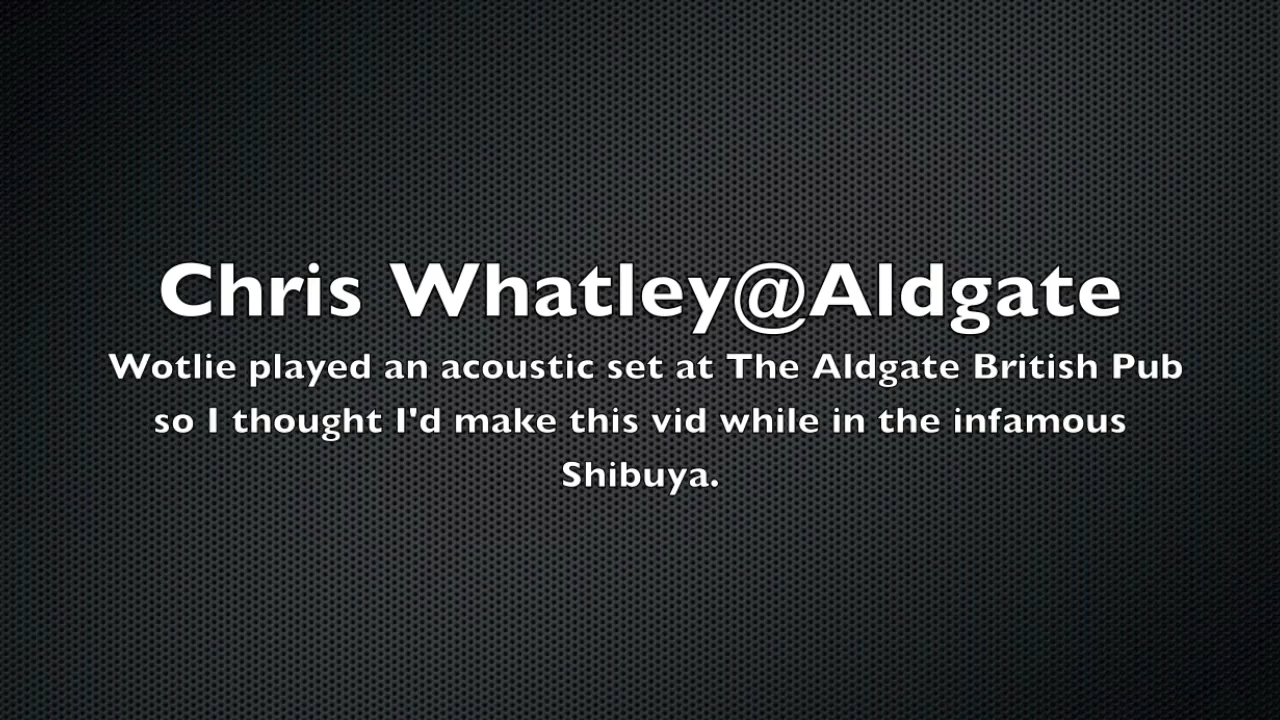 Chris Whatley@Aldgate
Wotlie played an acoustic set at The Aldgate British Pub
so I thought I'd make this vid while in the infamous
Shibuya.